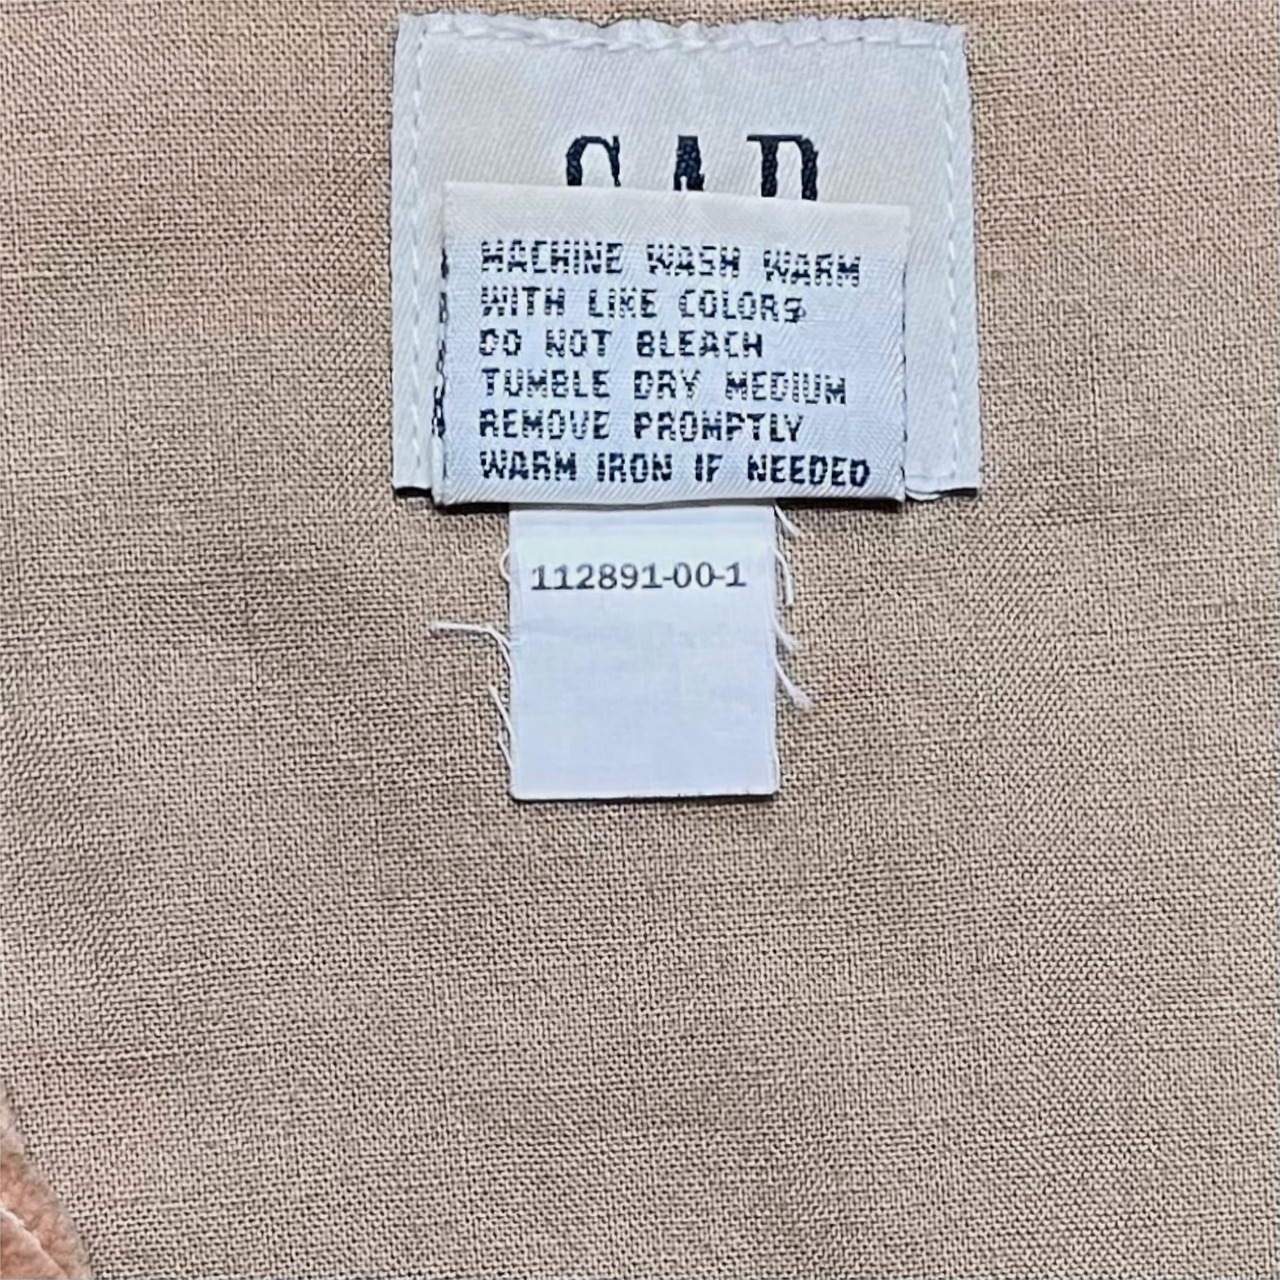 GAP
MACHINE WASH WARM
WITH LIKE COLORS
DO NOT BLEACH
TUMBLE DRY MEDIUM
REMOVE PROMPTLY
WARM IRON IF NEEDED
112891-00-1